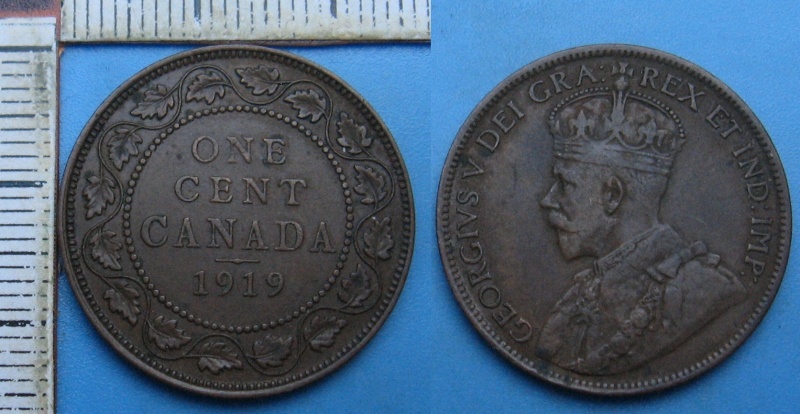 ONE
CENT
CANADA
1919
GEORGIVS V DEI GRA: REX ET IND: IMP: